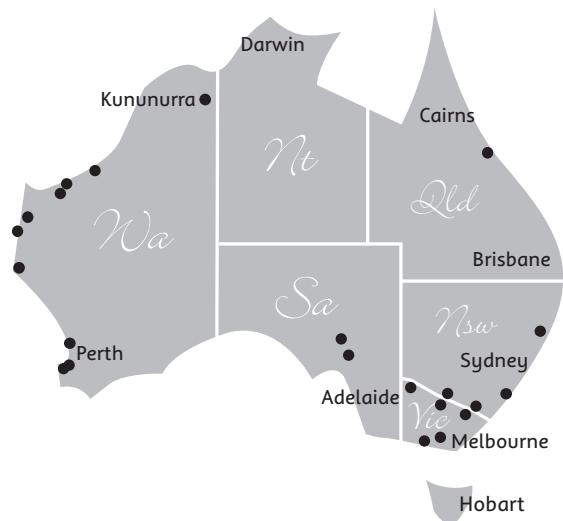 Darwin
Kununurra
Cairns
Nt
Qld
Wa
Brisbane
Sa
Nsw
Perth
Sydney
Adelaide
Vic
Melbourne
Hobart